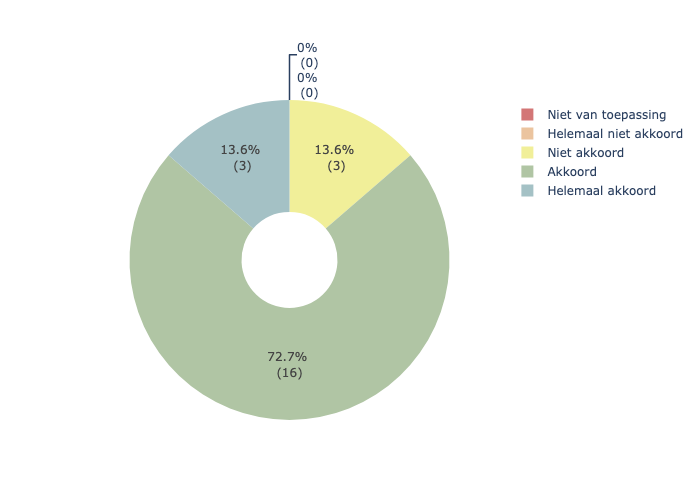 0%
(0)
0%
(0)
13.6%
(3)
13.6%
(3)
72.7%
(16)
Niet van toepassing
Helemaal niet akkoord
Niet akkoord
Akkoord
Helemaal akkoord